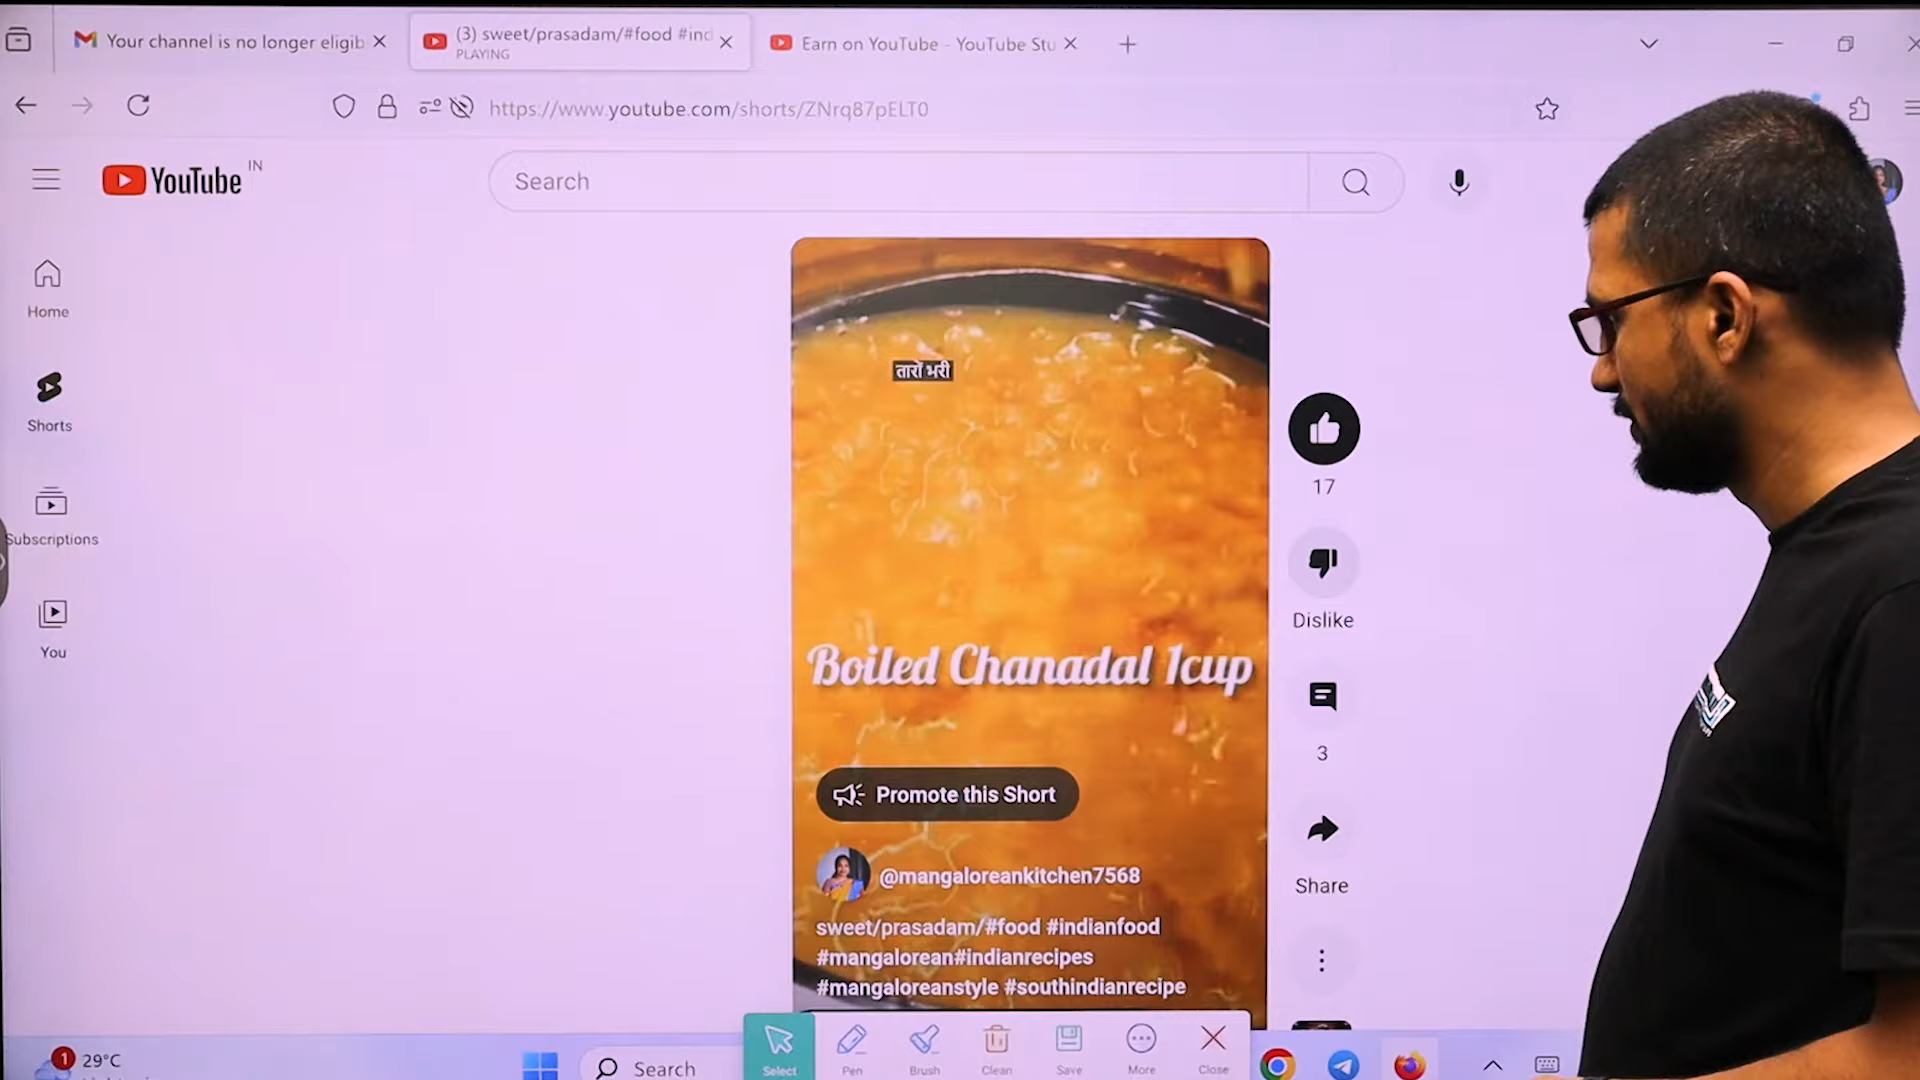 Your channel is no longer eligib
(3) sweet/prasadam/#food #ind
PLAYING
Earn on YouTube - YouTube Stu
https://www.youtube.com/shorts/ZNrq87pELT0
YouTube
IN
Search
Home
Shorts
Subscriptions
You
तारों भरी
Boiled Chanadal 1cup
17
Dislike
3
Share
Promote this Short
@mangaloreankitchen7568
sweet/prasadam/#food #indianfood
#mangalorean#indianrecipes
#mangaloreanstyle #southindianrecipe
1
29°C
Search
Select
Pen
Brush
Clean
Save
More
Close